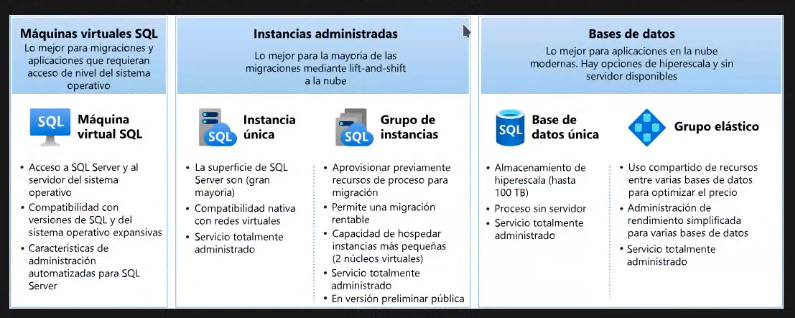 Máquinas virtuales SQL
Lo mejor para migraciones y
aplicaciones que requieran
acceso de nivel del sistema
operativo
SQL
Máquina
virtual SQL
• Acceso a SQL Server y al
servidor del sistema
operativo
• Compatibilidad con
versiones de SQL y del
sistema operativo expansivas
• Características de
administración
automatizadas para SQL
Server
Instancias administradas
Lo mejor para la mayoría de las
migraciones mediante lift-and-shift
a la nube
SQL
Instancia
única
• La superficie de SQL
Server son (gran
mayoría)
• Compatibilidad nativa
con redes virtuales
• Servicio totalmente
administrado
SQL
Grupo de
instancias
• Aprovisionar previamente
recursos de proceso para
migración
• Permite una migración
rentable
• Capacidad de hospedar
instancias más pequeñas
(2 núcleos virtuales)
• Servicio totalmente
administrado
• En versión preliminar pública
Bases de datos
Lo mejor para aplicaciones en la nube
modernas. Hay opciones de hiperescala y sin
servidor disponibles
SQL
Base de
datos única
• Almacenamiento de
hiperescala (hasta
100 TB)
• Proceso sin servidor
• Servicio totalmente
administrado
Grupo elástico
• Uso compartido de recursos
entre varias bases de datos
para optimizar el precio
• Administración de
rendimiento simplificada
para varias bases de datos
• Servicio totalmente
administrado